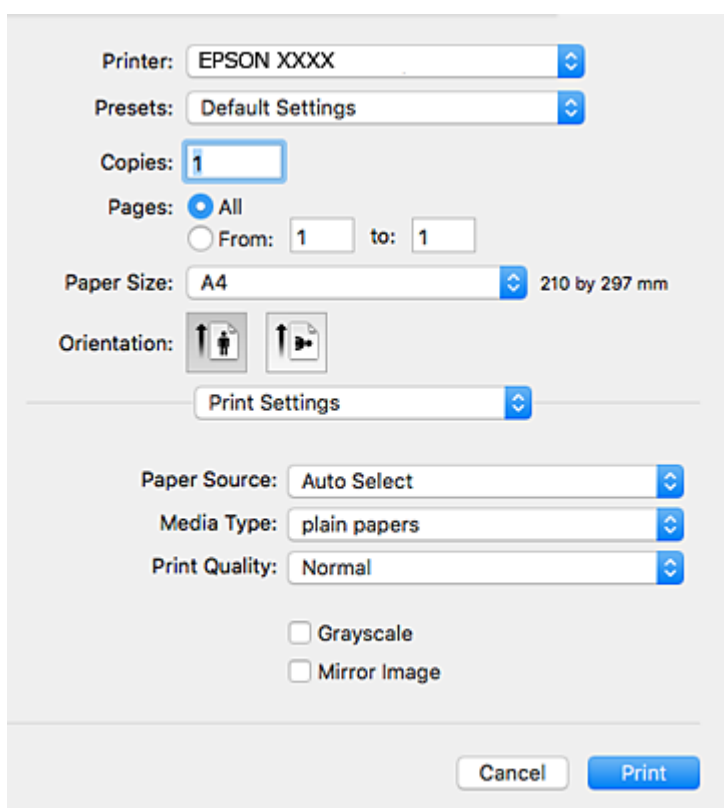 Printer: EPSON XXXX
Presets: Default Settings
Copies: 1
Pages: All
From: 1 to: 1
Paper Size: A4 210 by 297 mm
Orientation:
Print Settings
Paper Source: Auto Select
Media Type: plain papers
Print Quality: Normal
Grayscale
Mirror Image
Cancel Print